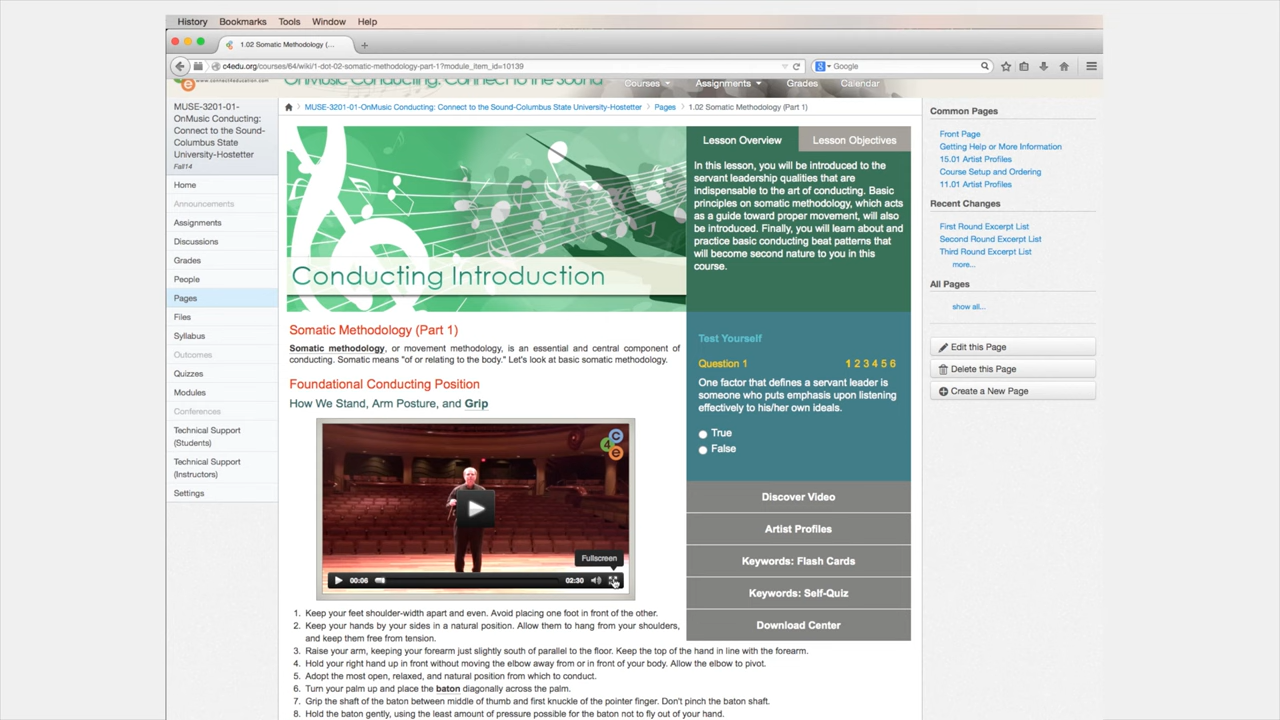 History Bookmarks Tools Window Help
1.02 Somatic Methodology (...
c4edu.org/courses/64/wiki/1-dot-02-somatic-methodology-part-1?module_item_id=10139
Google
www.connect4education.com
OnMusic Conducting: Connect to the Sound
Courses Assignments Grades Calendar
MUSE-3201-01-
OnMusic Conducting:
Connect to the Sound-
Columbus State
University-Hostetter
Fall14
Home
Announcements
Assignments
Discussions
Grades
People
Pages
Files
Syllabus
Outcomes
Quizzes
Modules
Conferences
Technical Support
(Students)
Technical Support
(Instructors)
Settings
MUSE-3201-01-OnMusic Conducting: Connect to the Sound-Columbus State University-Hostetter Pages 1.02 Somatic Methodology (Part 1)
Conducting Introduction
Somatic Methodology (Part 1)
Somatic methodology, or movement methodology, is an essential and central component of
conducting. Somatic means "of or relating to the body." Let's look at basic somatic methodology.
Foundational Conducting Position
How We Stand, Arm Posture, and Grip
C
4
e
Fullscreen
00:06 02:30
1. Keep your feet shoulder-width apart and even. Avoid placing one foot in front of the other.
2. Keep your hands by your sides in a natural position. Allow them to hang from your shoulders,
and keep them free from tension.
3. Raise your arm, keeping your forearm just slightly south of parallel to the floor. Keep the top of the hand in line with the forearm.
4. Hold your right hand up in front without moving the elbow away from or in front of your body. Allow the elbow to pivot.
5. Adopt the most open, relaxed, and natural position from which to conduct.
6. Turn your palm up and place the baton diagonally across the palm.
7. Grip the shaft of the baton between middle of thumb and first knuckle of the pointer finger. Don't pinch the baton shaft.
8. Hold the baton gently, using the least amount of pressure possible for the baton not to fly out of your hand.
Lesson Overview Lesson Objectives
In this lesson, you will be introduced to the
servant leadership qualities that are
indispensable to the art of conducting. Basic
principles on somatic methodology, which acts
as a guide toward proper movement, will also
be introduced. Finally, you will learn about and
practice basic conducting beat patterns that
will become second nature to you in this
course.
Test Yourself
Question 1 1 2 3 4 5 6
One factor that defines a servant leader is
someone who puts emphasis upon listening
effectively to his/her own ideals.
True
False
Discover Video
Artist Profiles
Keywords: Flash Cards
Keywords: Self-Quiz
Download Center
Common Pages
Front Page
Getting Help or More Information
15.01 Artist Profiles
Course Setup and Ordering
11.01 Artist Profiles
Recent Changes
First Round Excerpt List
Second Round Excerpt List
Third Round Excerpt List
more...
All Pages
show all...
Edit this Page
Delete this Page
Create a New Page